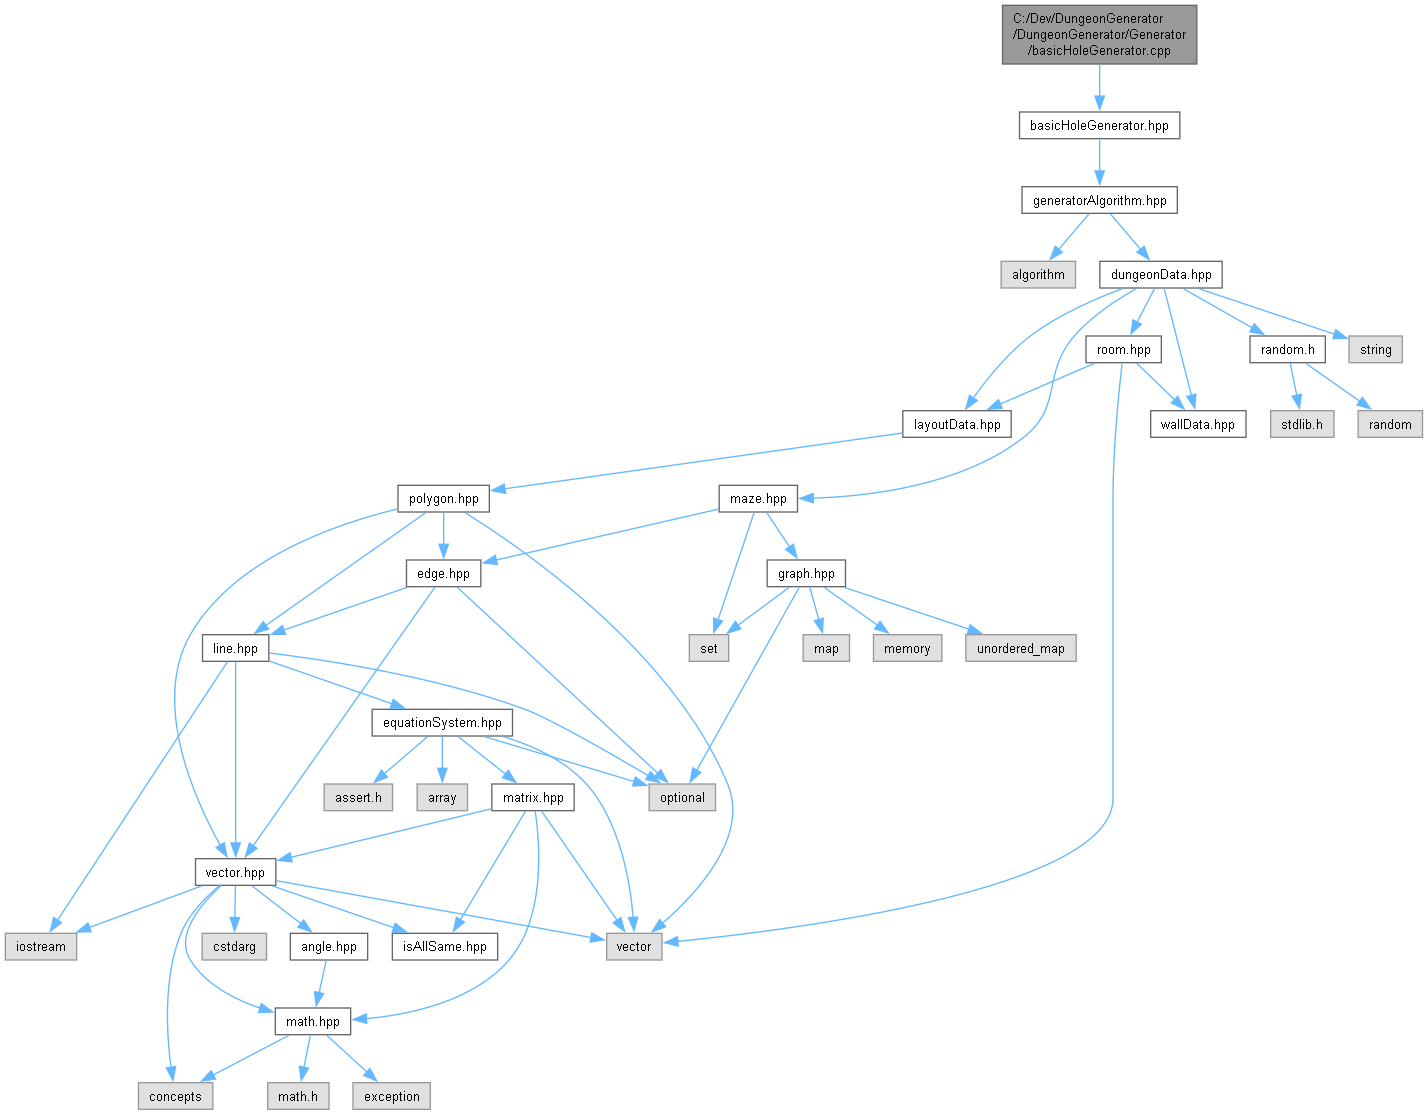 C:/Dev/DungeonGenerator
/DungeonGenerator/Generator
/basicHoleGenerator.cpp
basicHoleGenerator.hpp
generatorAlgorithm.hpp
algorithm
dungeonData.hpp
room.hpp
random.h
string
layoutData.hpp
wallData.hpp
stdlib.h
random
polygon.hpp
maze.hpp
edge.hpp
graph.hpp
line.hpp
set
map
memory
unordered_map
equationSystem.hpp
assert.h
array
matrix.hpp
optional
vector.hpp
iostream
cstdarg
angle.hpp
isAllSame.hpp
vector
math.hpp
concepts
math.h
exception